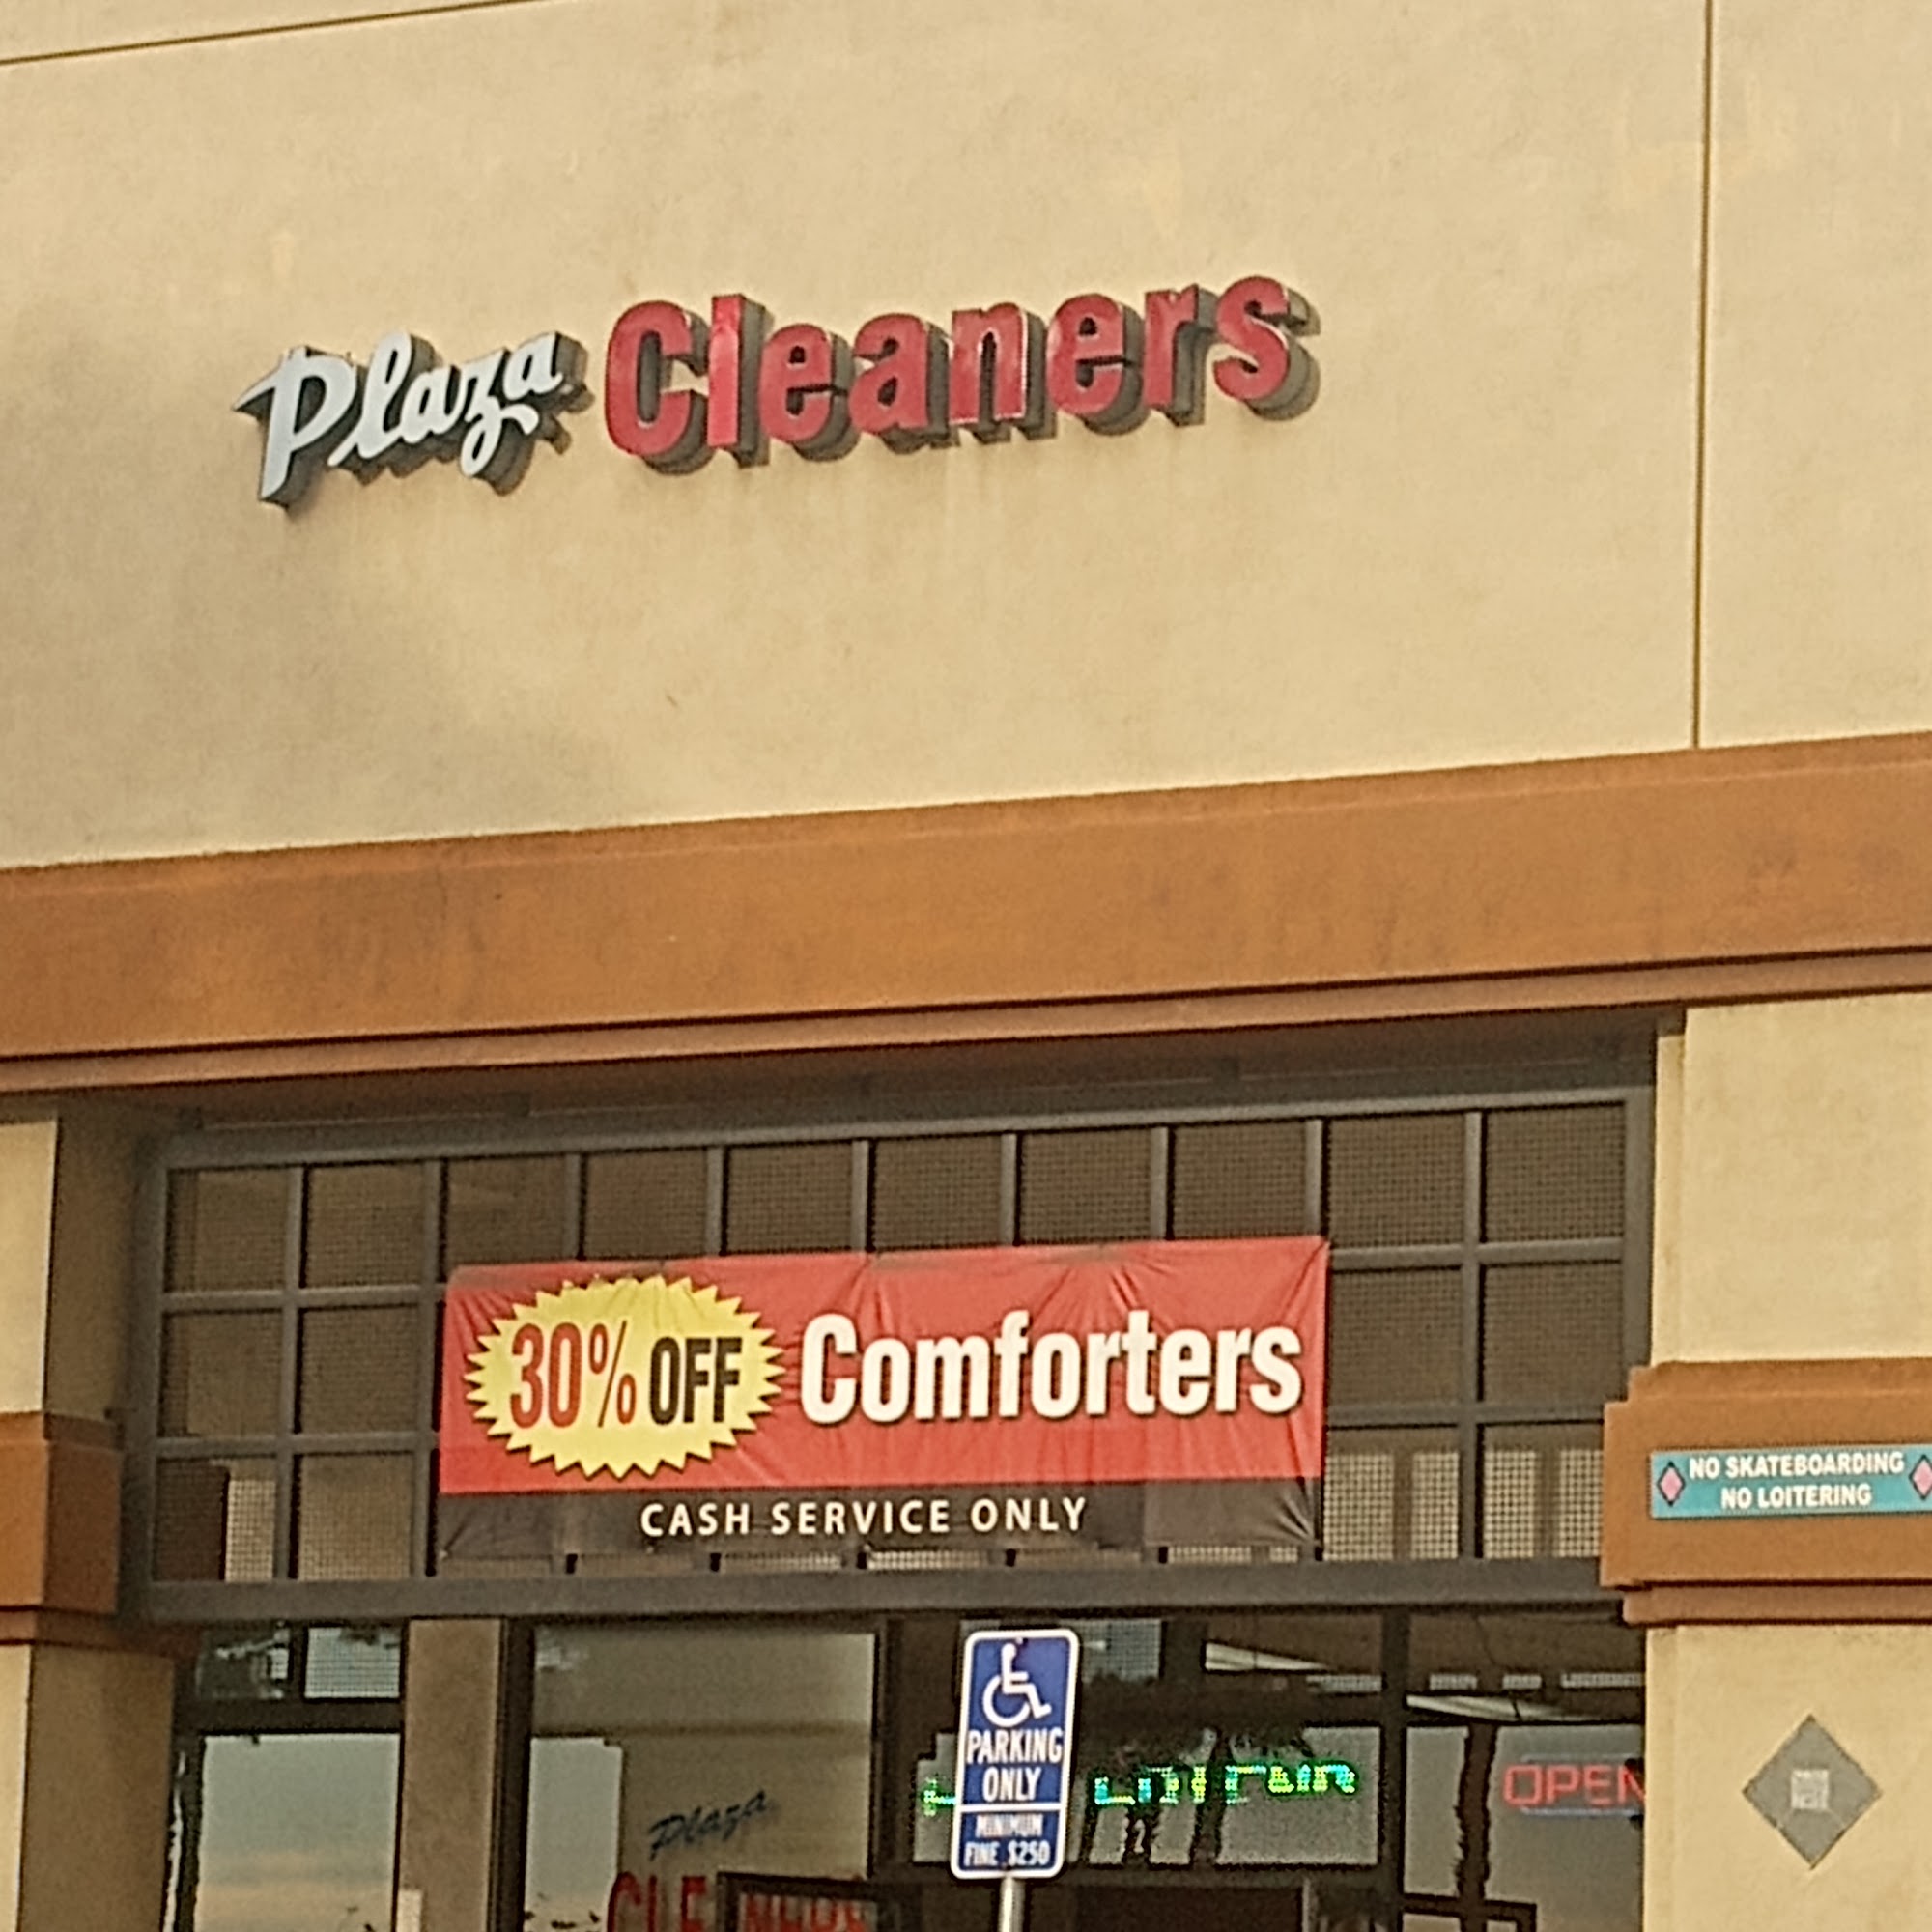 Plaza Cleaners
30% OFF Comforters
CASH SERVICE ONLY
NO SKATEBOARDING
NO LOITERING
PARKING
ONLY
MINIMUM
FINE $250
OPEN
Plaza
CLEANERS